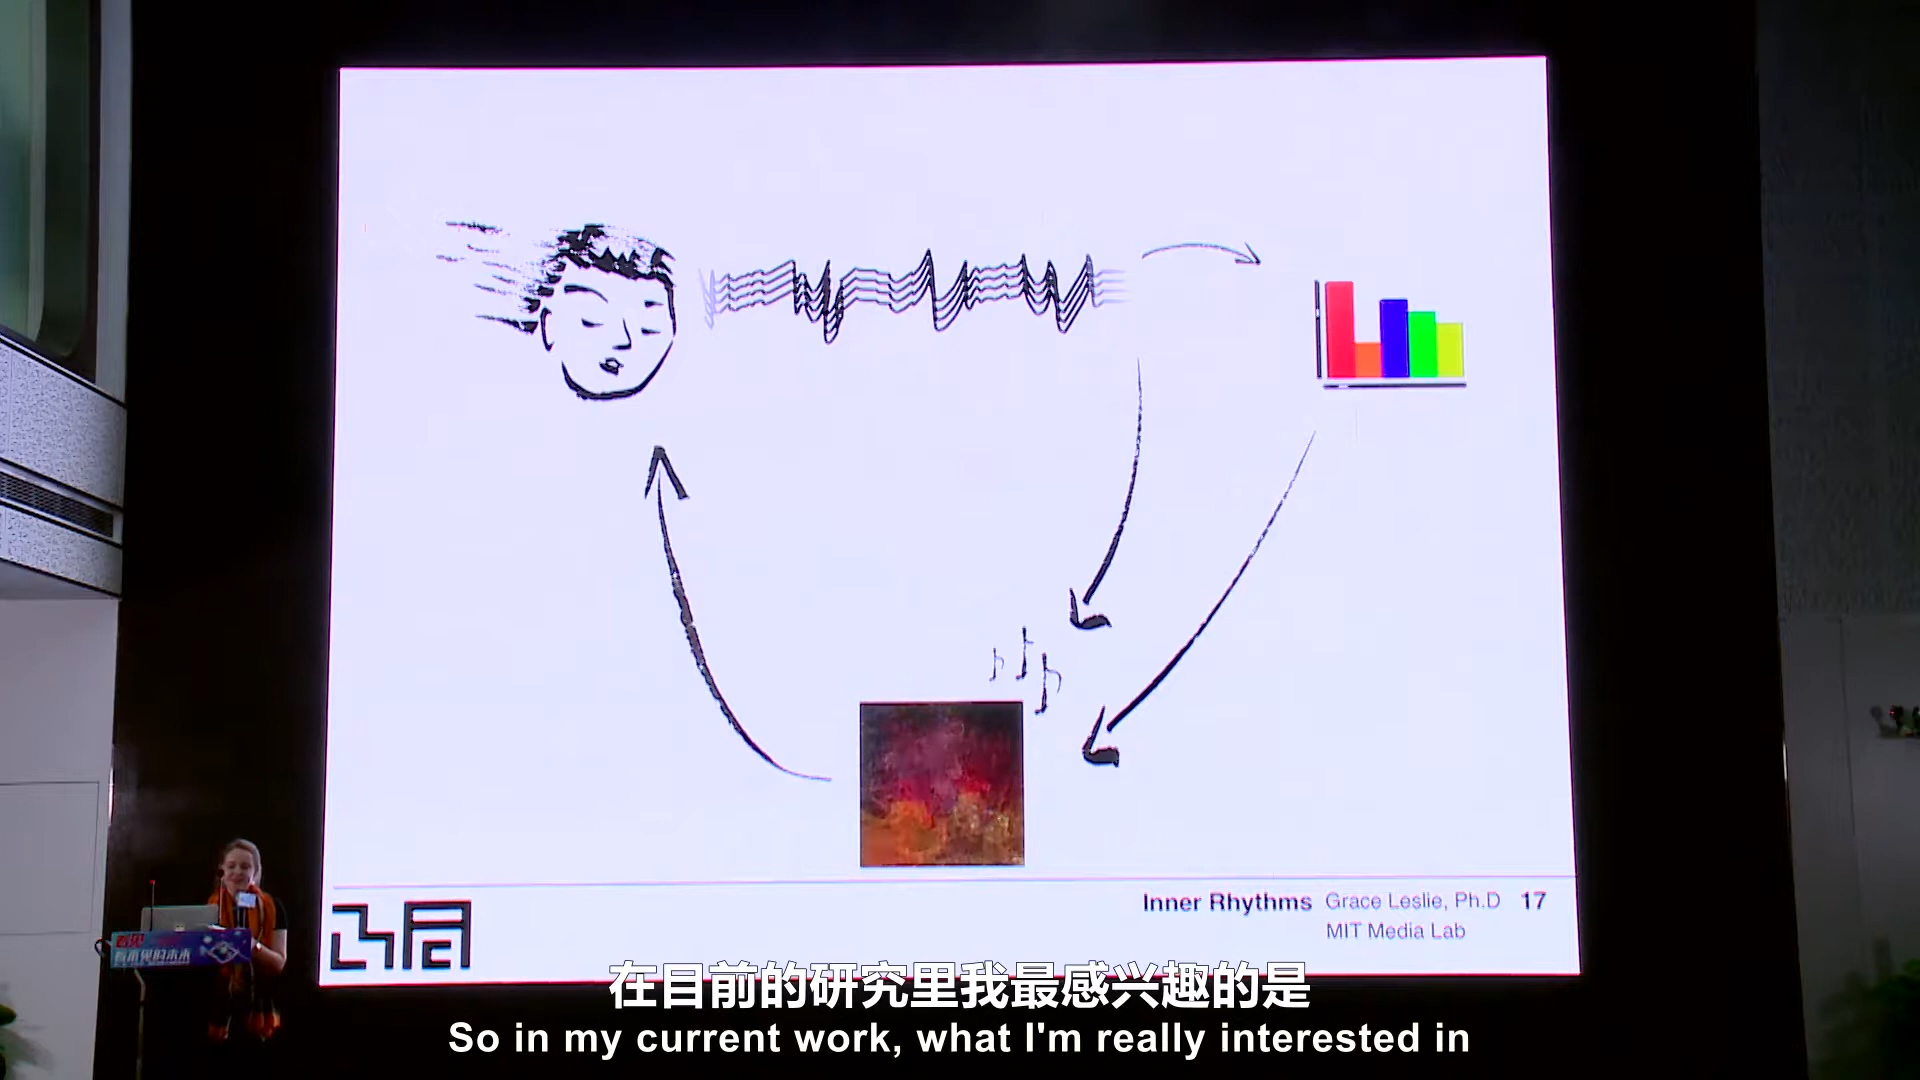 Inner Rhythms Grace Leslie, Ph.D 17
MIT Media Lab
在目前的研究里我最感兴趣的是
So in my current work, what I'm really interested in